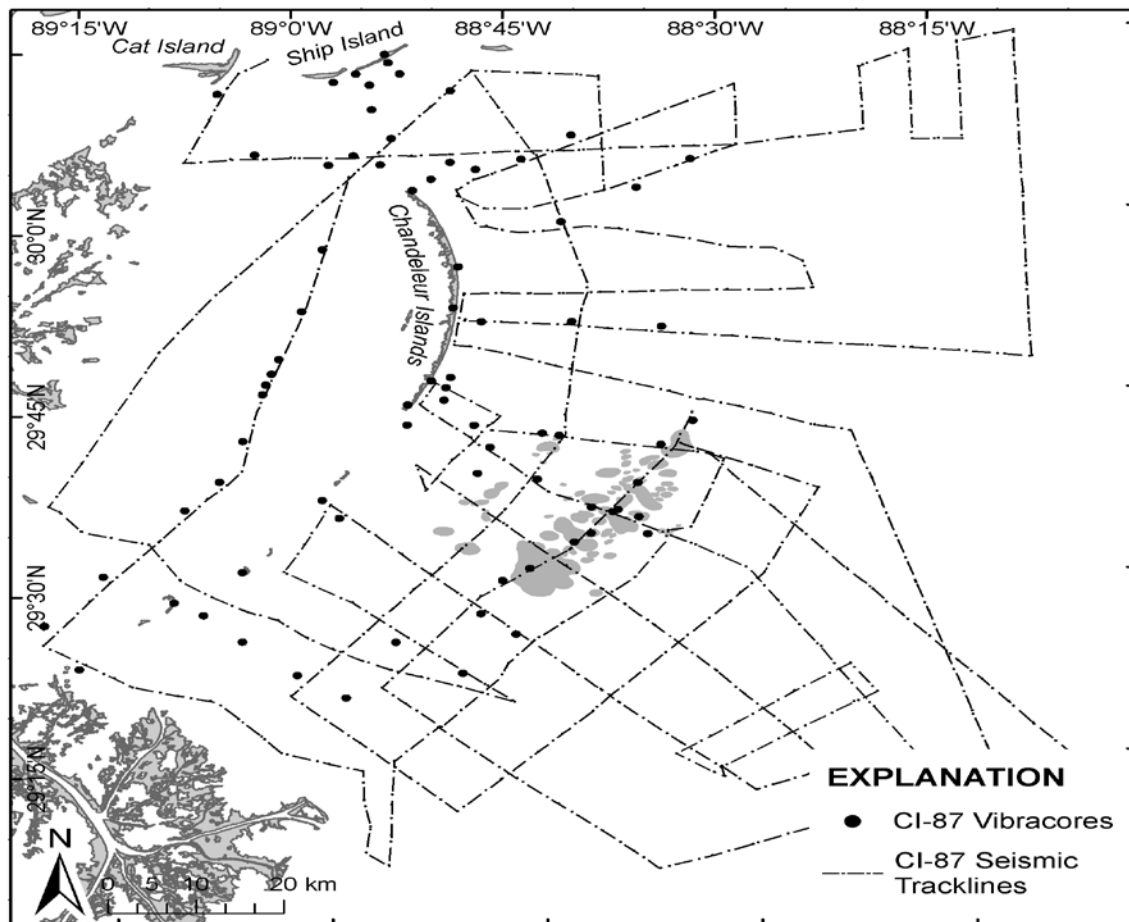 89°15'W 89°0'W 88°45'W 88°30'W 88°15'W
Cat Island
Ship Island
30°0'N
Chandeleur Islands
29°45'N
29°30'N
29°15'N
EXPLANATION
CI-87 Vibracores
CI-87 Seismic
Tracklines
N
0 5 10 20 km